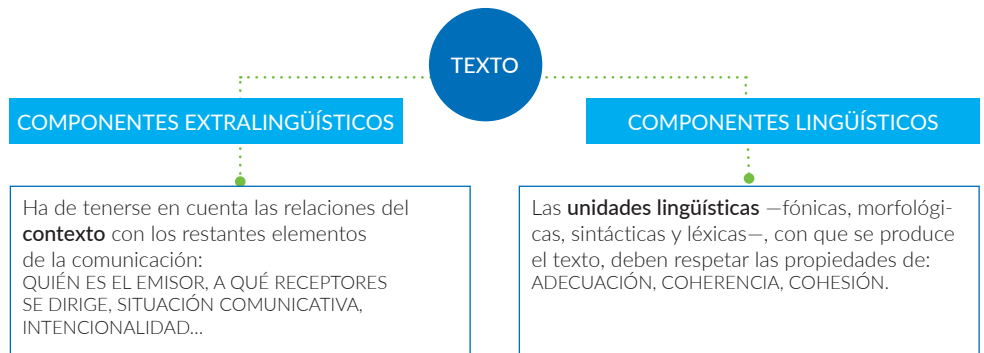 TEXTO
COMPONENTES EXTRALINGÜÍSTICOS
COMPONENTES LINGÜÍSTICOS
Ha de tenerse en cuenta las relaciones del
contexto con los restantes elementos
de la comunicación:
QUIÉN ES EL EMISOR, A QUÉ RECEPTORES
SE DIRIGE, SITUACIÓN COMUNICATIVA,
INTENCIONALIDAD...
Las unidades lingüísticas —fónicas, morfológi-
cas, sintácticas y léxicas—, con que se produce
el texto, deben respetar las propiedades de:
ADECUACIÓN, COHERENCIA, COHESIÓN.